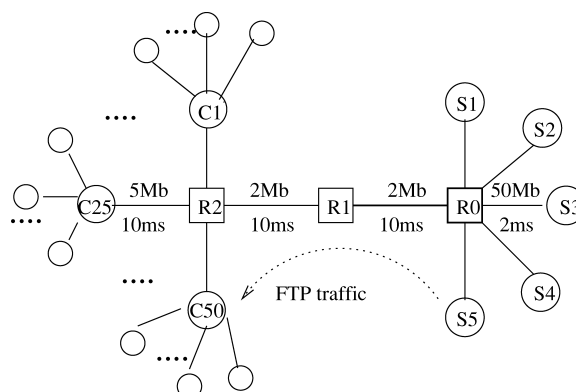 ....
S1
C1
S2
....
5Mb
2Mb
2Mb
50Mb
C25
R2
R1
R0
S3
....
10ms
10ms
10ms
2ms
....
FTP traffic
S4
C50
S5
....